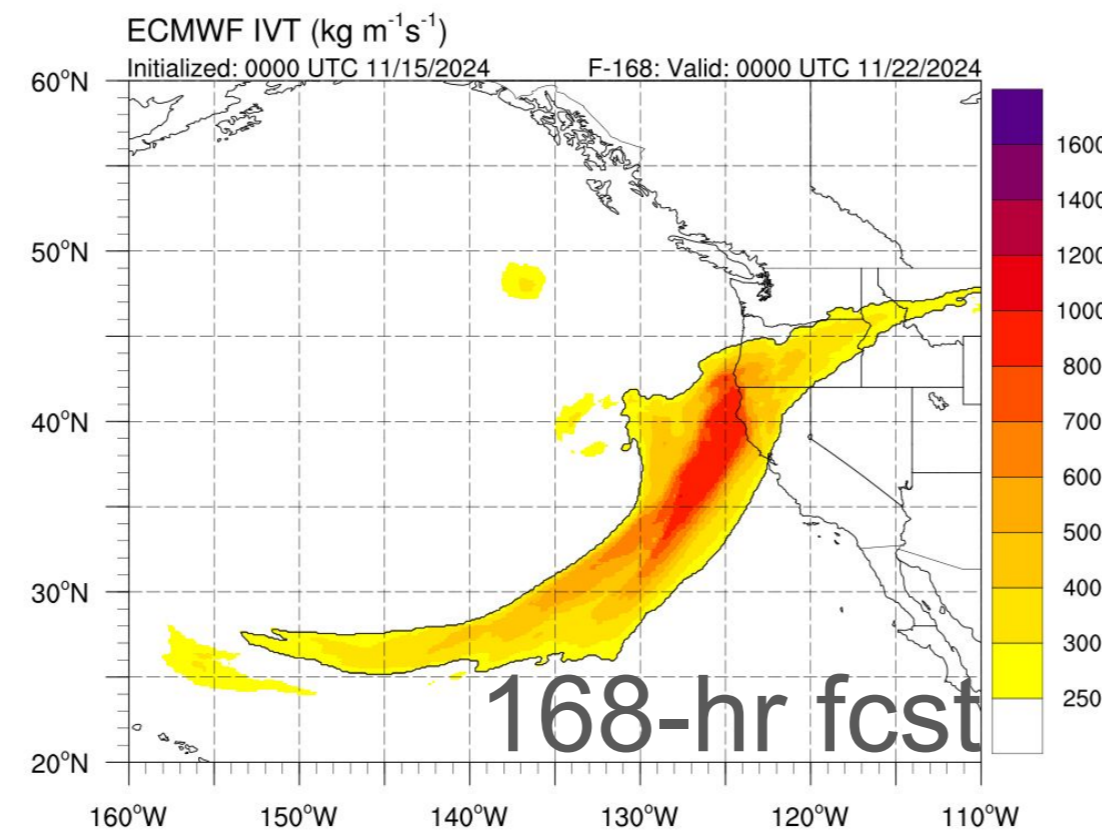 ECMWF IVT (kg m⁻¹s⁻¹)
Initialized: 0000 UTC 11/15/2024 F-168: Valid: 0000 UTC 11/22/2024
60°N
50°N
40°N
30°N
20°N
160°W 150°W 140°W 130°W 120°W 110°W
1600
1400
1200
1000
800
700
600
500
400
300
250
168-hr fcst